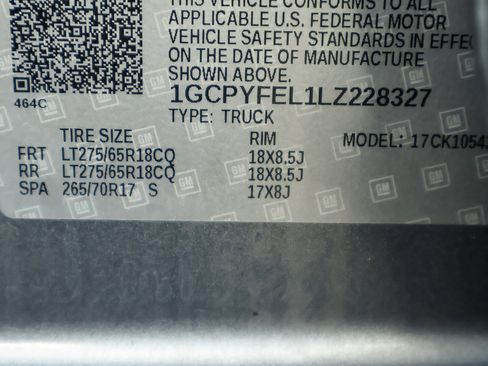 THIS VEHICLE CONFORMS TO ALL
APPLICABLE U.S. FEDERAL MOTOR
VEHICLE SAFETY STANDARDS IN EFFEC
ON THE DATE OF MANUFACTURE
SHOWN ABOVE.
464C
1GCPYFEL1LZ228327
TYPE: TRUCK
TIRE SIZE RIM MODEL: 17CK1054
FRT LT275/65R18CQ 18X8.5J
RR LT275/65R18CQ 18X8.5J
SPA 265/70R17 S 17X8J
GM